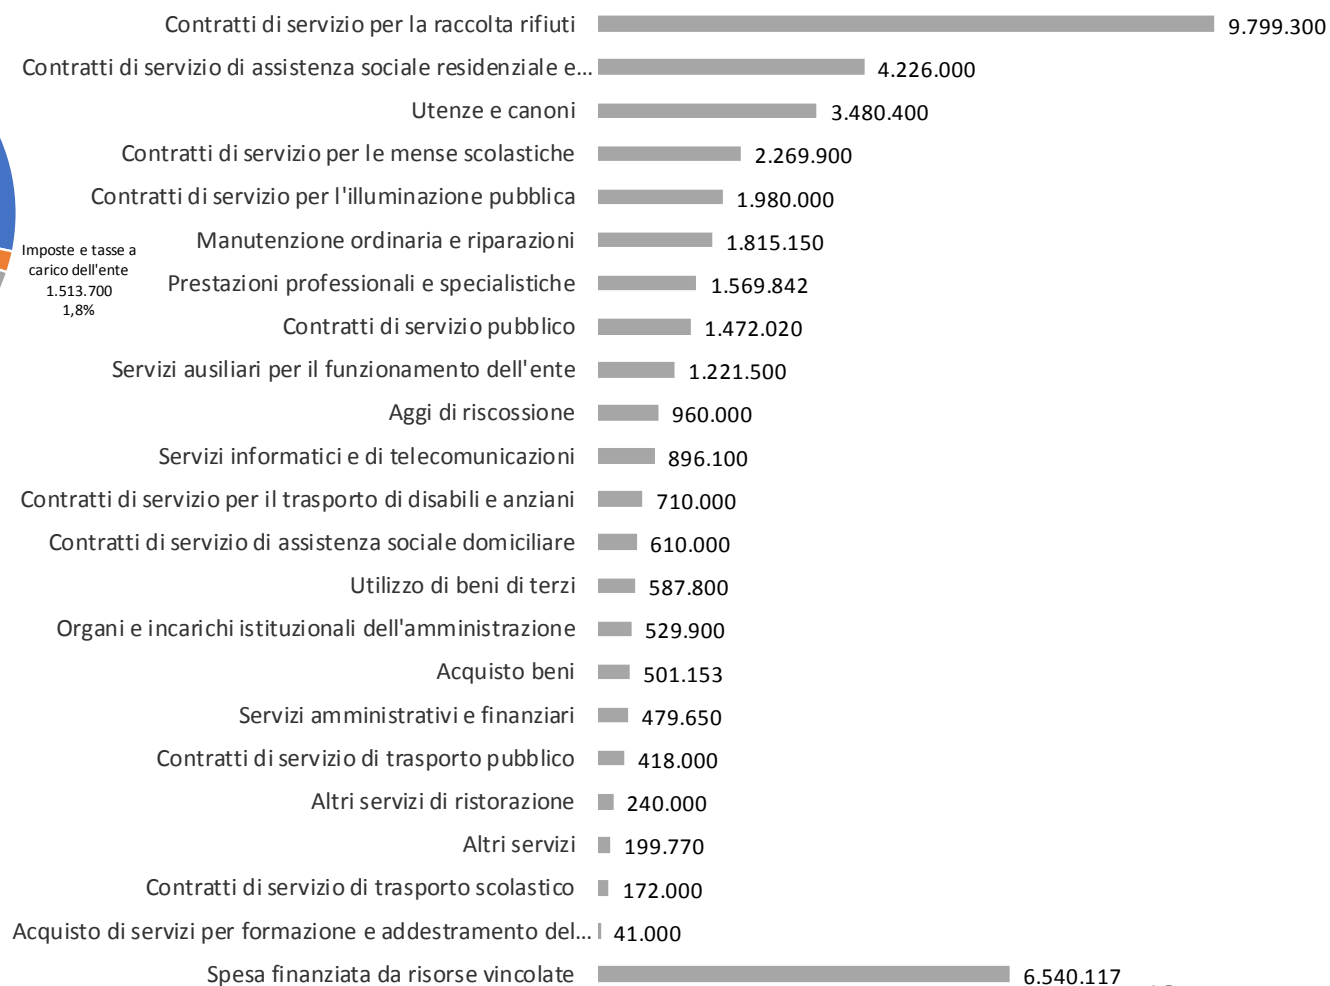 Contratti di servizio per la raccolta rifiuti 9.799.300
Contratti di servizio di assistenza sociale residenziale e... 4.226.000
Utenze e canoni 3.480.400
Contratti di servizio per le mense scolastiche 2.269.900
Contratti di servizio per l'illuminazione pubblica 1.980.000
Manutenzione ordinaria e riparazioni 1.815.150
Prestazioni professionali e specialistiche 1.569.842
Contratti di servizio pubblico 1.472.020
Servizi ausiliari per il funzionamento dell'ente 1.221.500
Aggi di riscossione 960.000
Servizi informatici e di telecomunicazioni 896.100
Contratti di servizio per il trasporto di disabili e anziani 710.000
Contratti di servizio di assistenza sociale domiciliare 610.000
Utilizzo di beni di terzi 587.800
Organi e incarichi istituzionali dell'amministrazione 529.900
Acquisto beni 501.153
Servizi amministrativi e finanziari 479.650
Contratti di servizio di trasporto pubblico 418.000
Altri servizi di ristorazione 240.000
Altri servizi 199.770
Contratti di servizio di trasporto scolastico 172.000
Acquisto di servizi per formazione e addestramento del... 41.000
Spesa finanziata da risorse vincolate 6.540.117
Imposte e tasse a
carico dell'ente
1.513.700
1,8%